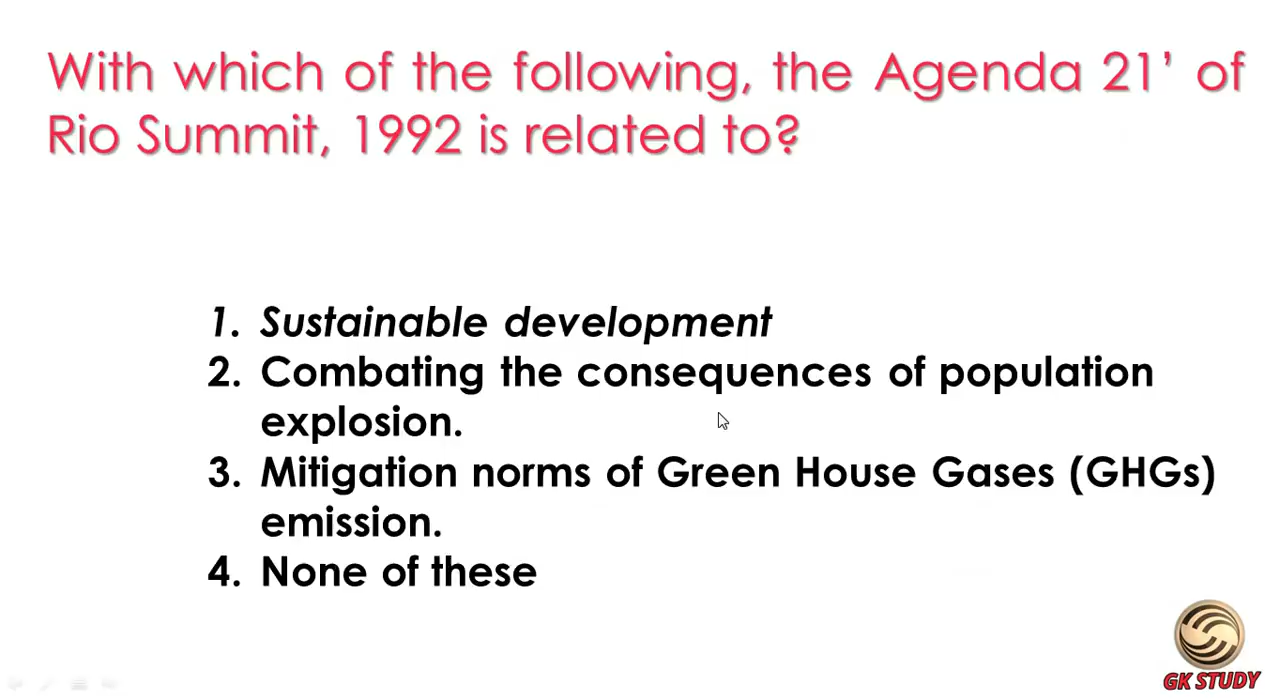 With which of the following, the Agenda 21’ of
Rio Summit, 1992 is related to?
1. Sustainable development
2. Combating the consequences of population
explosion.
3. Mitigation norms of Green House Gases (GHGs)
emission.
4. None of these
GK STUDY